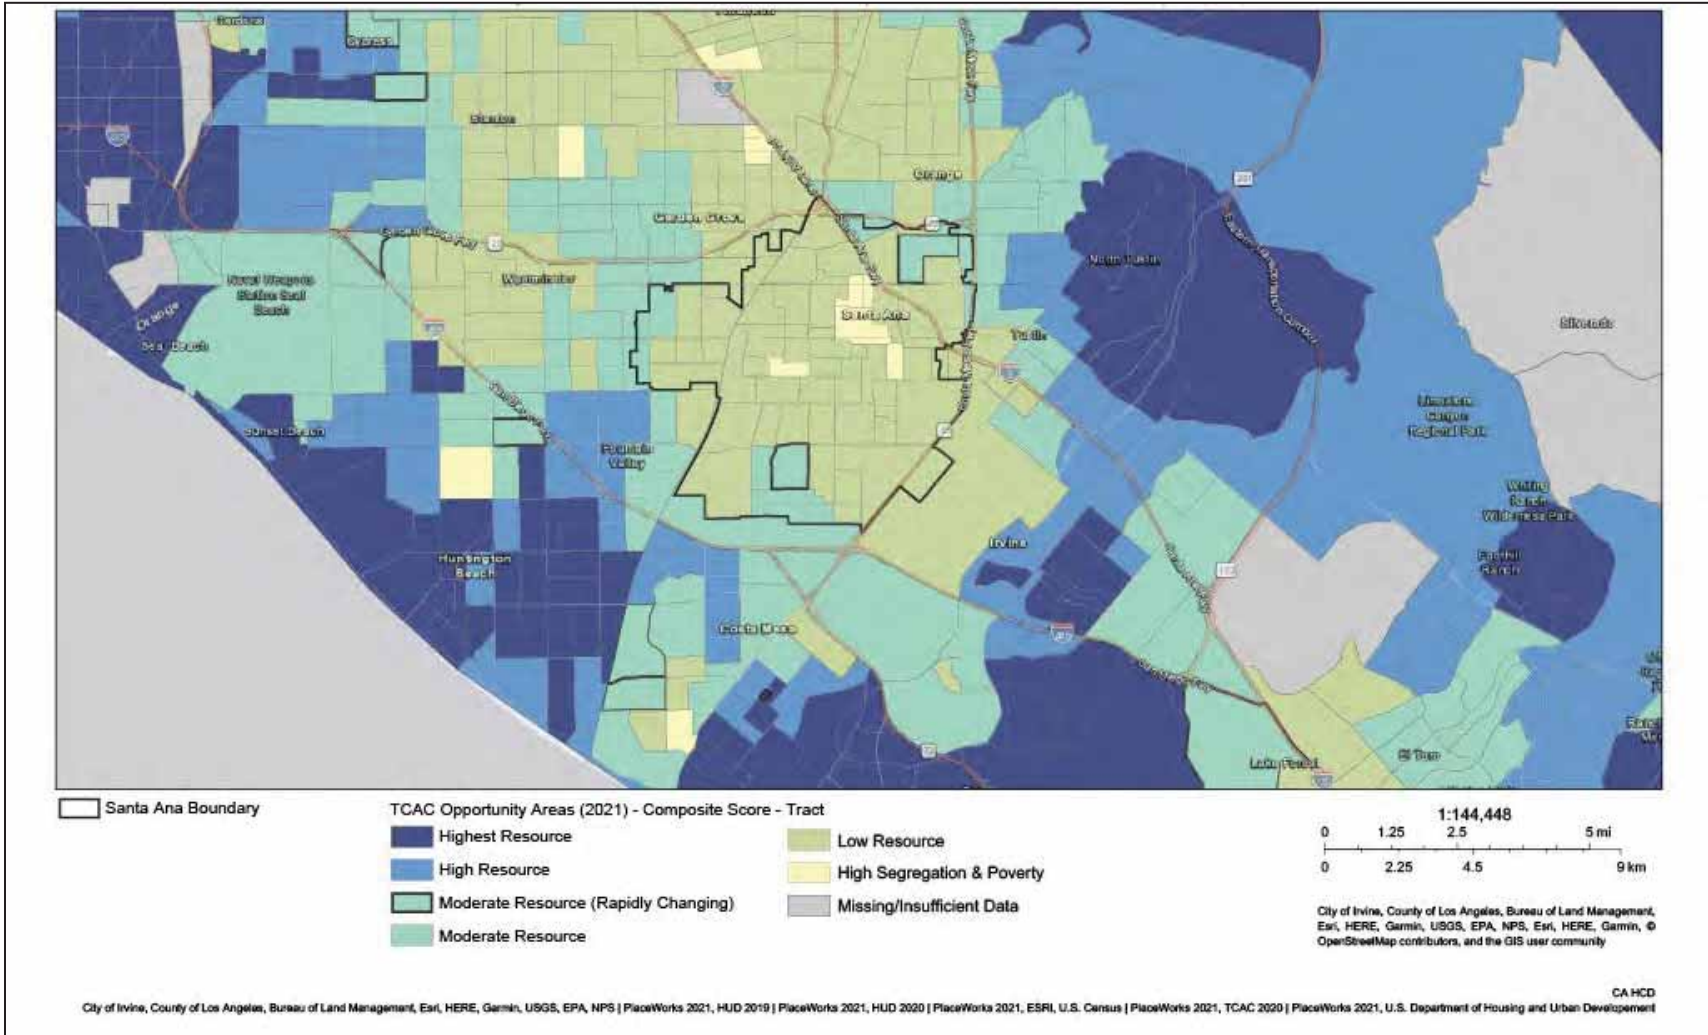 Gardens
Cypress
Stanton
Orange
Garden Grove
Garden Grove Fwy
Westminster
Naval Weapons
Station Seal
Beach
Orange
Seal Beach
North Tustin
Santa Ana
Tustin
Silverado
Limestone
Canyon
Regional Park
Sunset Beach
Fountain
Valley
Whiting
Ranch
Wilderness Park
Foothill
Ranch
Irvine
Huntington
Beach
Costa Mesa
Lake Forest
El Toro
Santa Ana Boundary
TCAC Opportunity Areas (2021) - Composite Score - Tract
Highest Resource
High Resource
Moderate Resource (Rapidly Changing)
Moderate Resource
Low Resource
High Segregation & Poverty
Missing/Insufficient Data
1:144,448
0 1.25 2.5 5 mi
0 2.25 4.5 9 km
City of Irvine, County of Los Angeles, Bureau of Land Management,
Esri, HERE, Garmin, USGS, EPA, NPS, Esri, HERE, Garmin, ©
OpenStreetMap contributors, and the GIS user community
CA HCD
City of Irvine, County of Los Angeles, Bureau of Land Management, Esri, HERE, Garmin, USGS, EPA, NPS | PlaceWorks 2021, HUD 2019 | PlaceWorks 2021, HUD 2020 | PlaceWorks 2021, ESRI, U.S. Census | PlaceWorks 2021, TCAC 2020 | PlaceWorks 2021, U.S. Department of Housing and Urban Developement